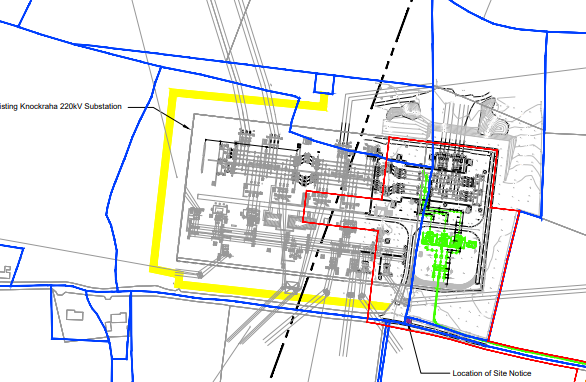 isting Knockraha 220kV Substation
Location of Site Notice